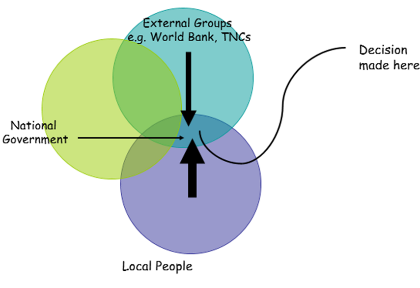 External Groups
e.g. World Bank, TNCs
Decision
made here
National
Government
Local People